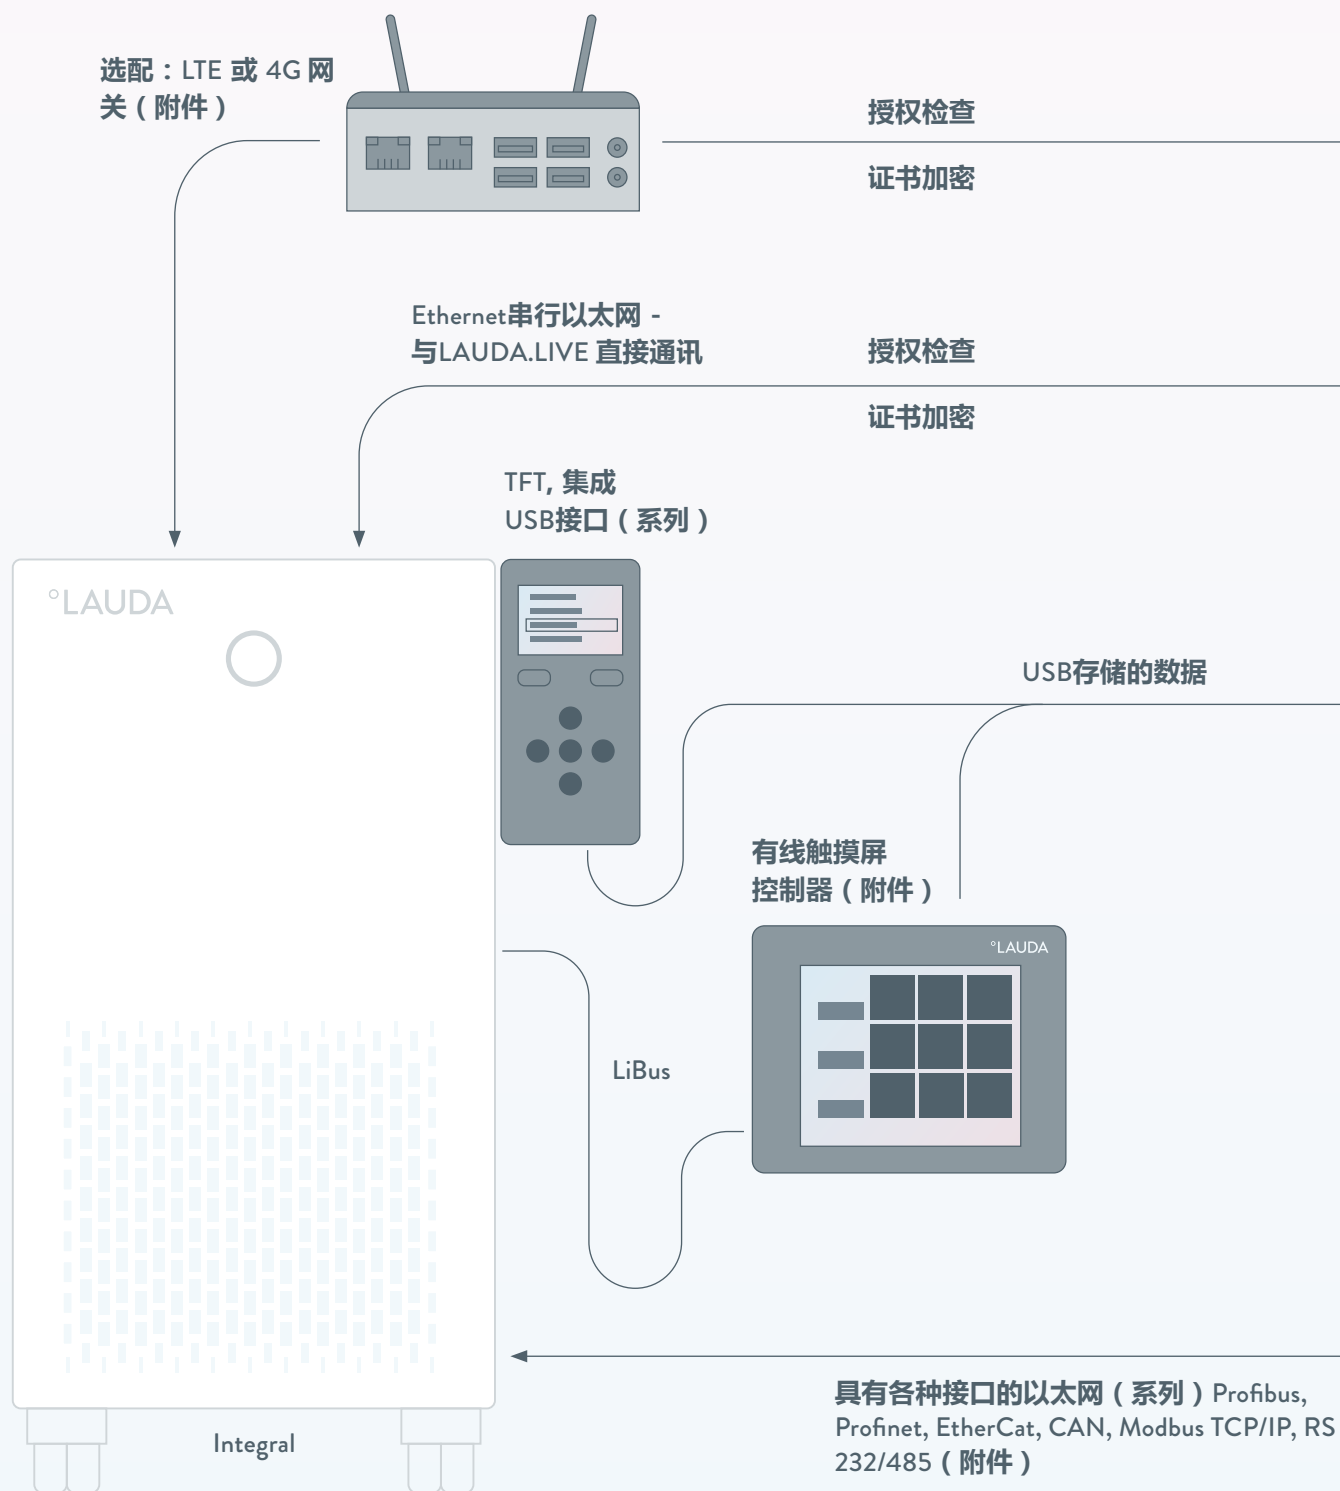 选配：LTE 或 4G 网
关（附件）
授权检查
证书加密
Ethernet串行以太网 -
与LAUDA.LIVE 直接通讯
授权检查
证书加密
TFT, 集成
USB接口（系列）
°LAUDA
USB存储的数据
有线触摸屏
控制器（附件）
°LAUDA
LiBus
具有各种接口的以太网（系列）Profibus,
Profinet, EtherCat, CAN, Modbus TCP/IP, RS
232/485（附件）
Integral